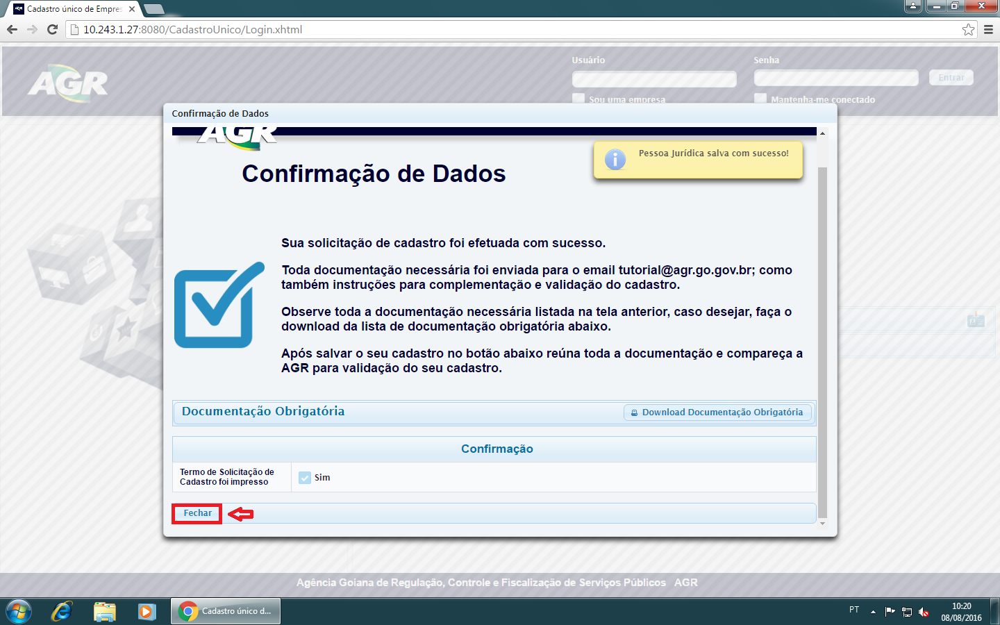 Cadastro único de Empres
10.243.1.27:8080/CadastroUnico/Login.xhtml
AGR
Usuário
Senha
Entrar
Sou uma empresa
Mantenha-me conectado
Confirmação de Dados
AGR
Pessoa Jurídica salva com sucesso!
Confirmação de Dados
Sua solicitação de cadastro foi efetuada com sucesso.
Toda documentação necessária foi enviada para o email tutorial@agr.go.gov.br; como
também instruções para complementação e validação do cadastro.
Observe toda a documentação necessária listada na tela anterior, caso desejar, faça o
download da lista de documentação obrigatória abaixo.
Após salvar o seu cadastro no botão abaixo reúna toda a documentação e compareça a
AGR para validação do seu cadastro.
Documentação Obrigatória
Download Documentação Obrigatória
Confirmação
Termo de Solicitação de
Cadastro foi impresso
Sim
Fechar
Agência Goiana de Regulação, Controle e Fiscalização de Serviços Públicos AGR
Cadastro único d...
PT
10:20
08/08/2016